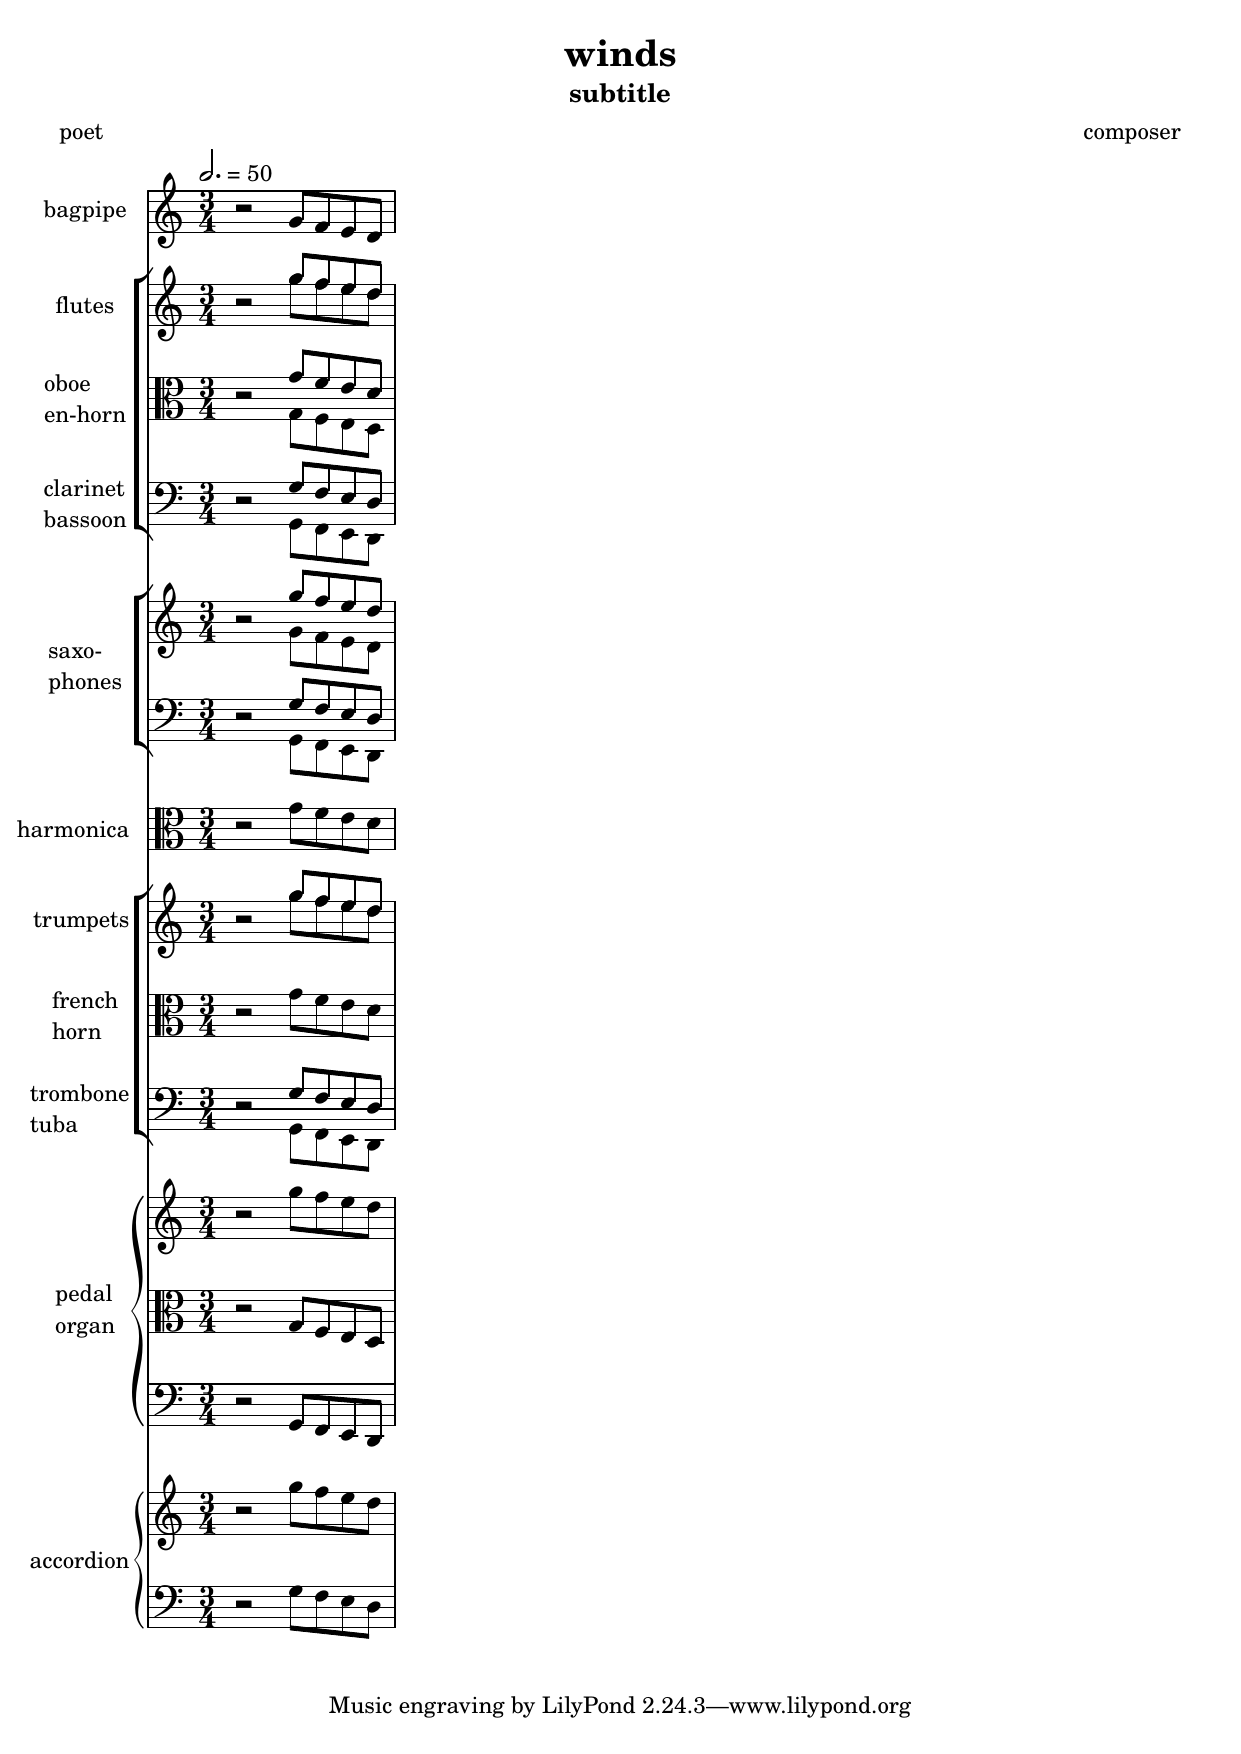 winds
subtitle
poet composer
= 50
bagpipe
flutes
oboe
en-horn
clarinet
bassoon
saxo-
phones
harmonica
trumpets
french
horn
trombone
tuba
pedal
organ
accordion
Music engraving by LilyPond 2.24.3—www.lilypond.org